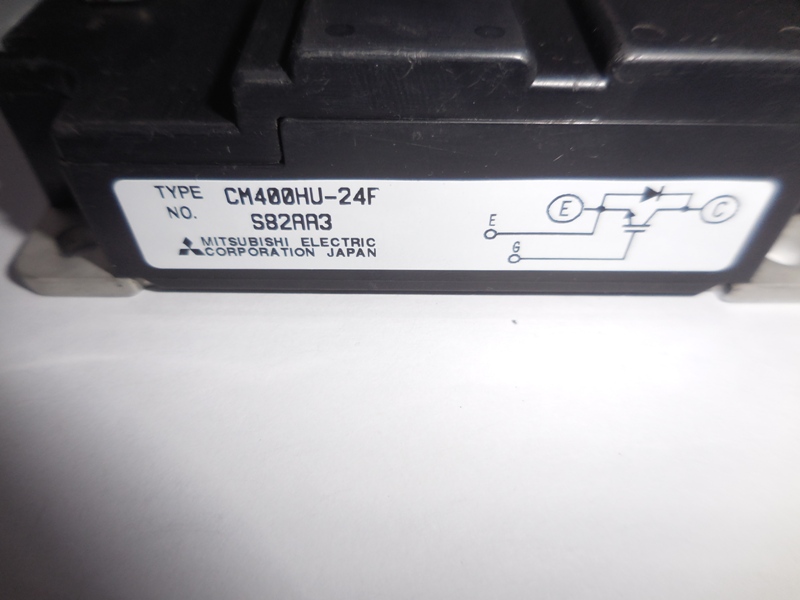 TYPE CM400HU-24F
NO. S82AA3
MITSUBISHI ELECTRIC
CORPORATION JAPAN
E C
E
G